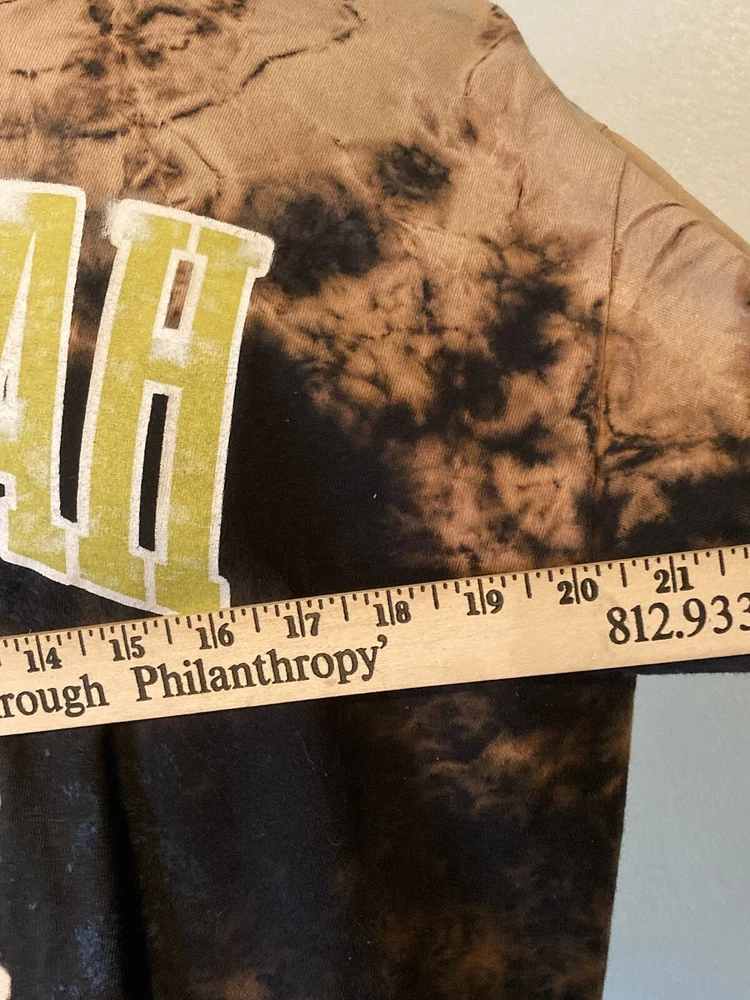 AH
14 15 16 17 18 19 20 21
rough Philanthropy’
812.933